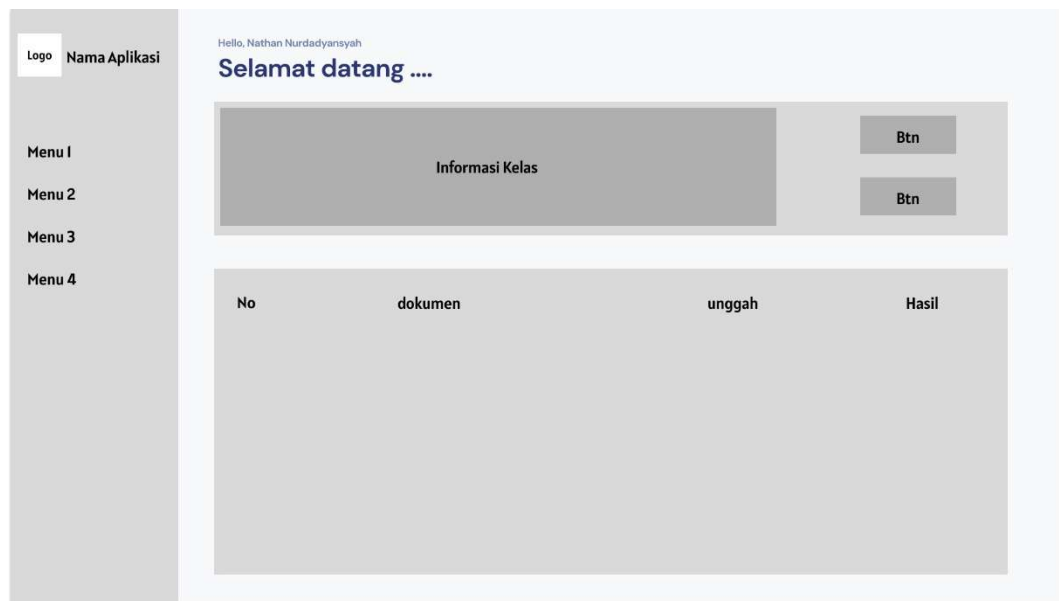 Logo Nama Aplikasi
Menu 1
Menu 2
Menu 3
Menu 4
Hello, Nathan Nurdadyansyah
Selamat datang ....
Informasi Kelas
Btn
Btn
No dokumen unggah Hasil